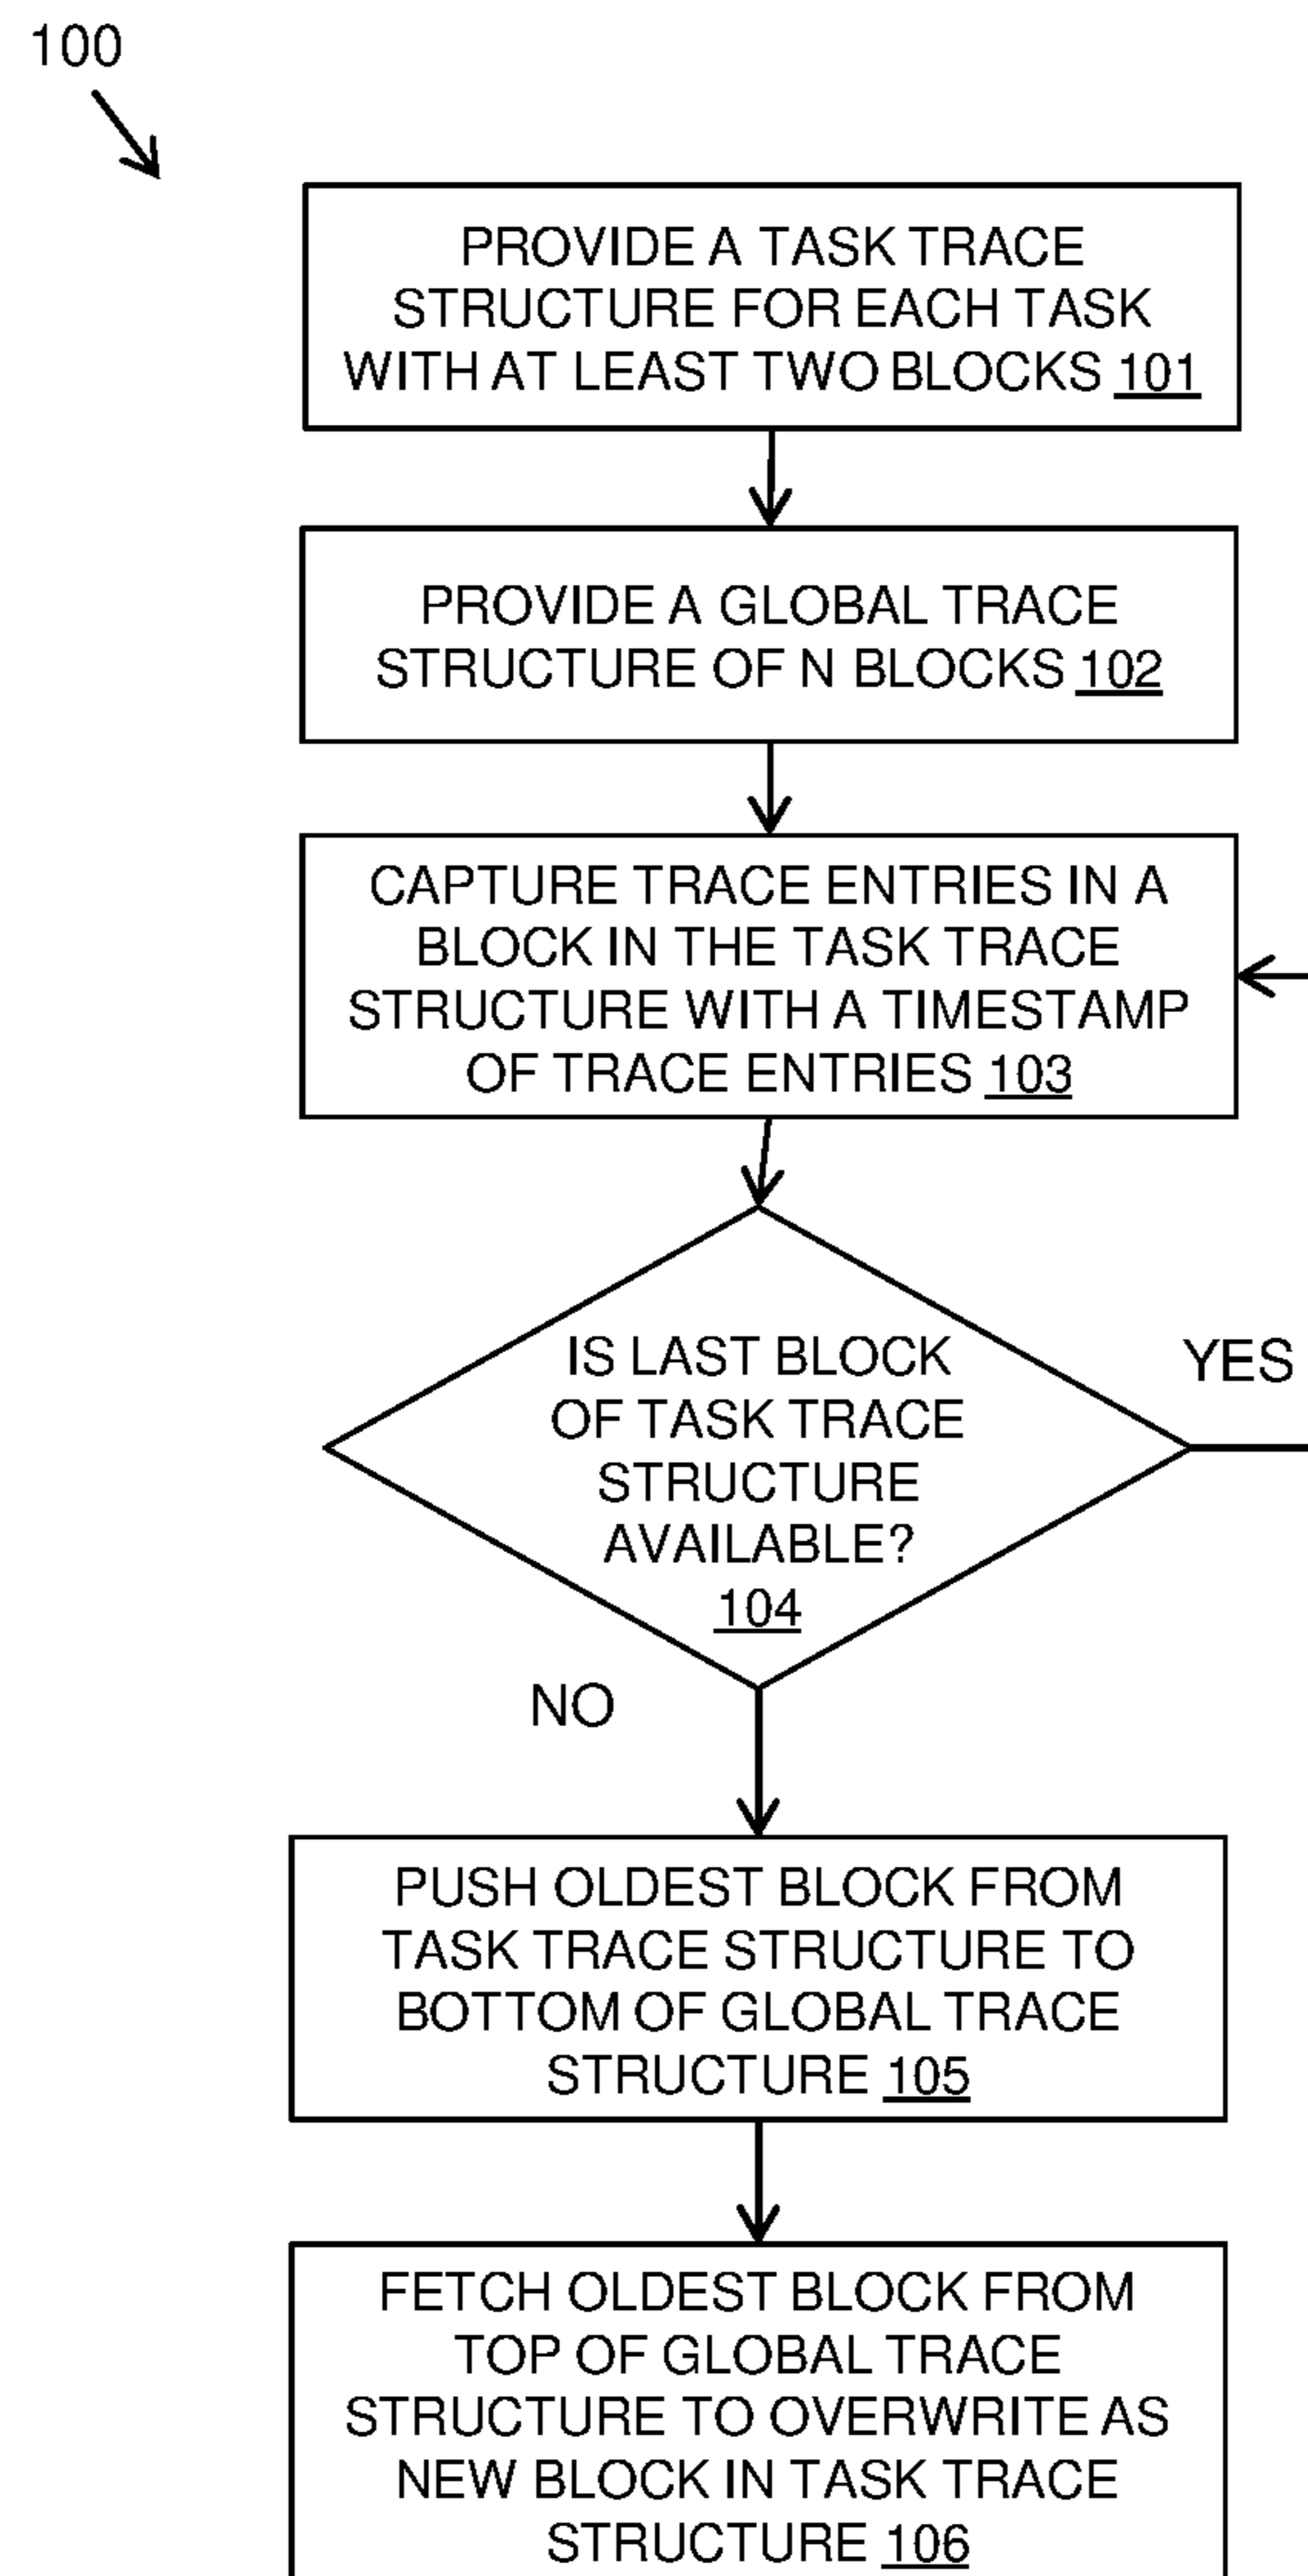 100
PROVIDE A TASK TRACE
STRUCTURE FOR EACH TASK
WITH AT LEAST TWO BLOCKS 101
PROVIDE A GLOBAL TRACE
STRUCTURE OF N BLOCKS 102
CAPTURE TRACE ENTRIES IN A
BLOCK IN THE TASK TRACE
STRUCTURE WITH A TIMESTAMP
OF TRACE ENTRIES 103
IS LAST BLOCK
OF TASK TRACE
STRUCTURE
AVAILABLE?
104
YES
NO
PUSH OLDEST BLOCK FROM
TASK TRACE STRUCTURE TO
BOTTOM OF GLOBAL TRACE
STRUCTURE 105
FETCH OLDEST BLOCK FROM
TOP OF GLOBAL TRACE
STRUCTURE TO OVERWRITE AS
NEW BLOCK IN TASK TRACE
STRUCTURE 106